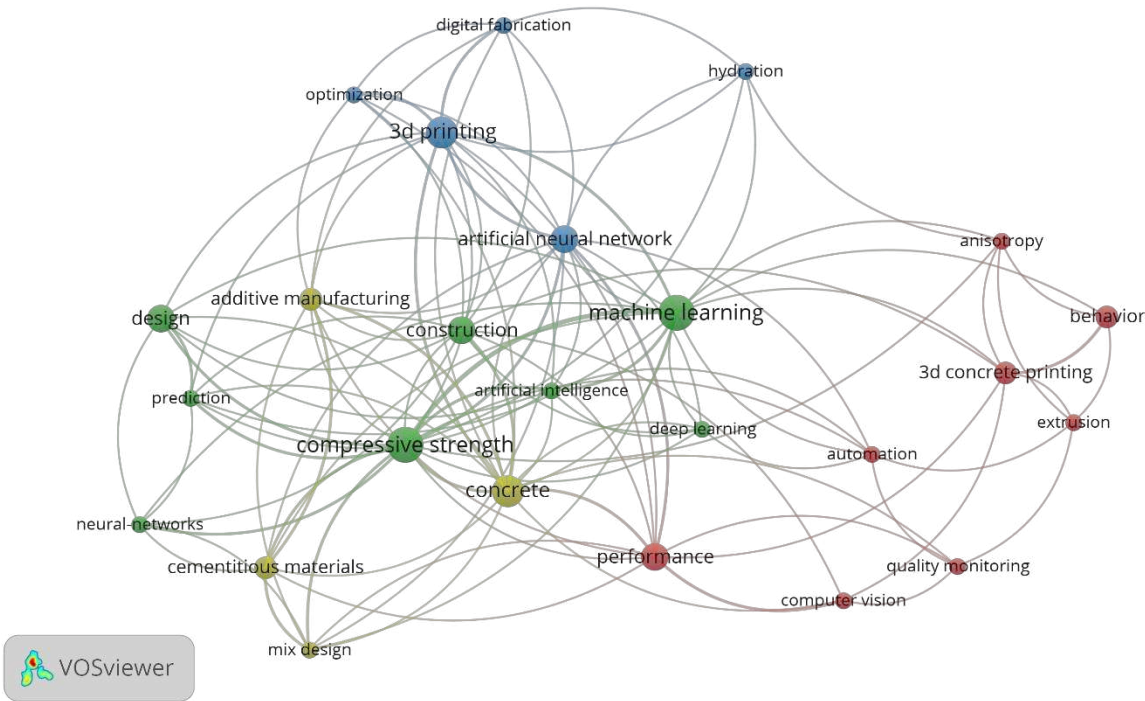 digital fabrication
hydration
optimization
3d printing
artificial neural network
anisotropy
additive manufacturing
machine learning
design
construction
behavior
3d concrete printing
prediction
artificial intelligence
extrusion
deep learning
compressive strength
automation
concrete
neural-networks
performance
cementitious materials
quality monitoring
computer vision
mix design
VOSviewer